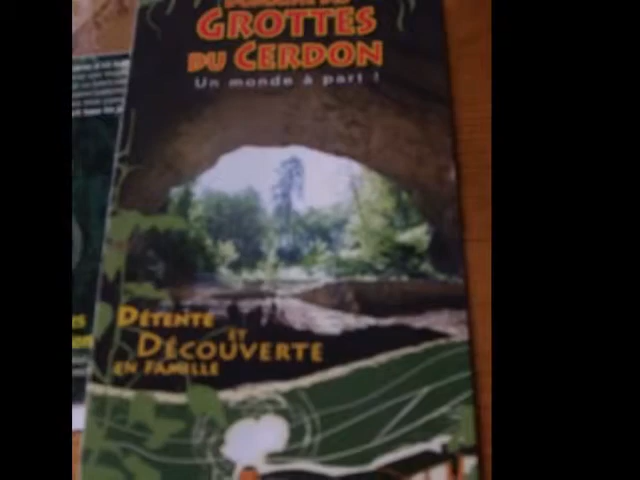 GROTTES
DU CERDON
Un monde à part !
DÉTENTE
ET
DÉCOUVERTE
EN FAMILLE